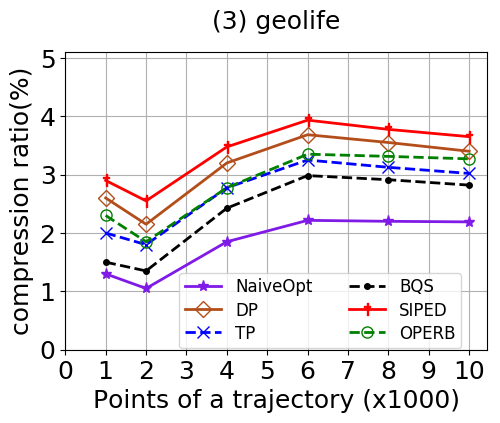 (3) geolife
compression ratio(%)
5
4
3
2
1
0
NaiveOpt
DP
TP
BQS
SIPED
OPERB
0 1 2 3 4 5 6 7 8 9 10
Points of a trajectory (x1000)